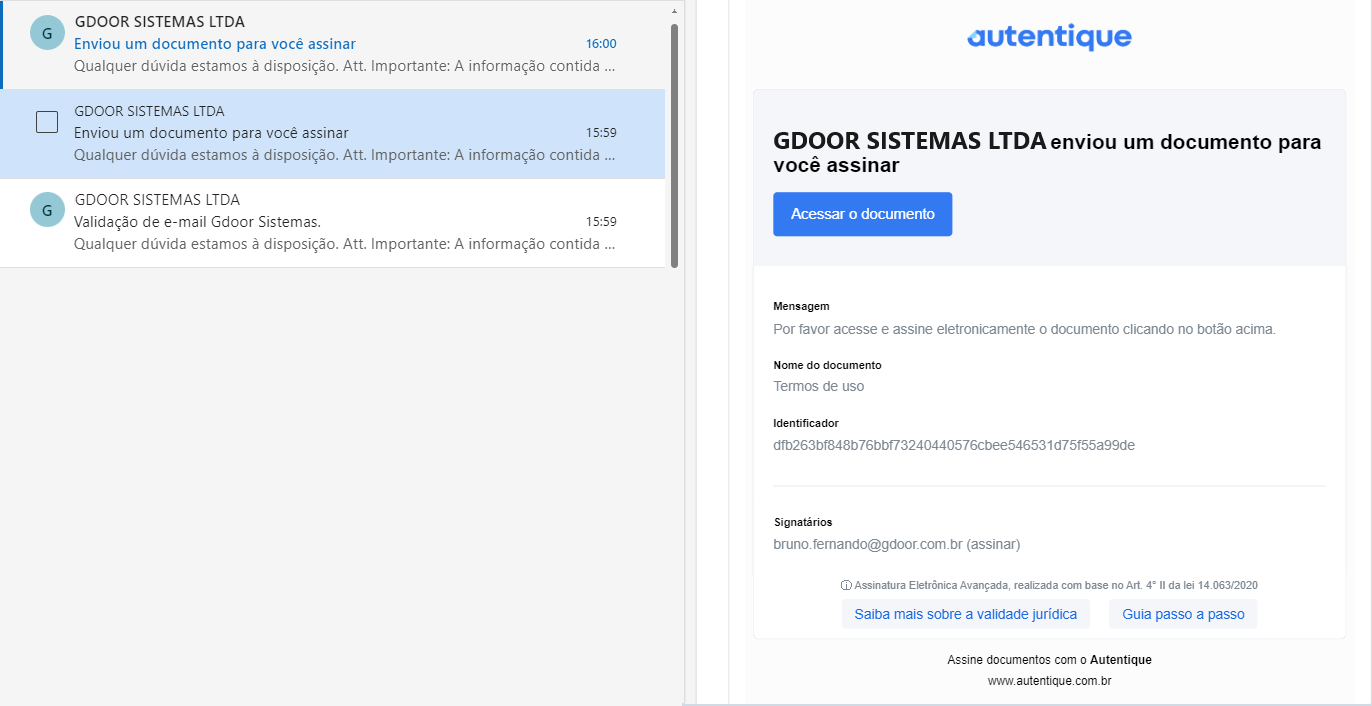 G
GDOOR SISTEMAS LTDA
Enviou um documento para você assinar 16:00
Qualquer dúvida estamos à disposição. Att. Importante: A informação contida ...
GDOOR SISTEMAS LTDA
Enviou um documento para você assinar 15:59
Qualquer dúvida estamos à disposição. Att. Importante: A informação contida ...
G
GDOOR SISTEMAS LTDA
Validação de e-mail Gdoor Sistemas. 15:59
Qualquer dúvida estamos à disposição. Att. Importante: A informação contida ...
autentique
GDOOR SISTEMAS LTDA enviou um documento para
você assinar
Acessar o documento
Mensagem
Por favor acesse e assine eletronicamente o documento clicando no botão acima.
Nome do documento
Termos de uso
Identificador
dfb263bf848b76bbf73240440576cbee546531d75f55a99de
Signatários
bruno.fernando@gdoor.com.br (assinar)
Assinatura Eletrônica Avançada, realizada com base no Art. 4° II da lei 14.063/2020
Saiba mais sobre a validade jurídica Guia passo a passo
Assine documentos com o Autentique
www.autentique.com.br